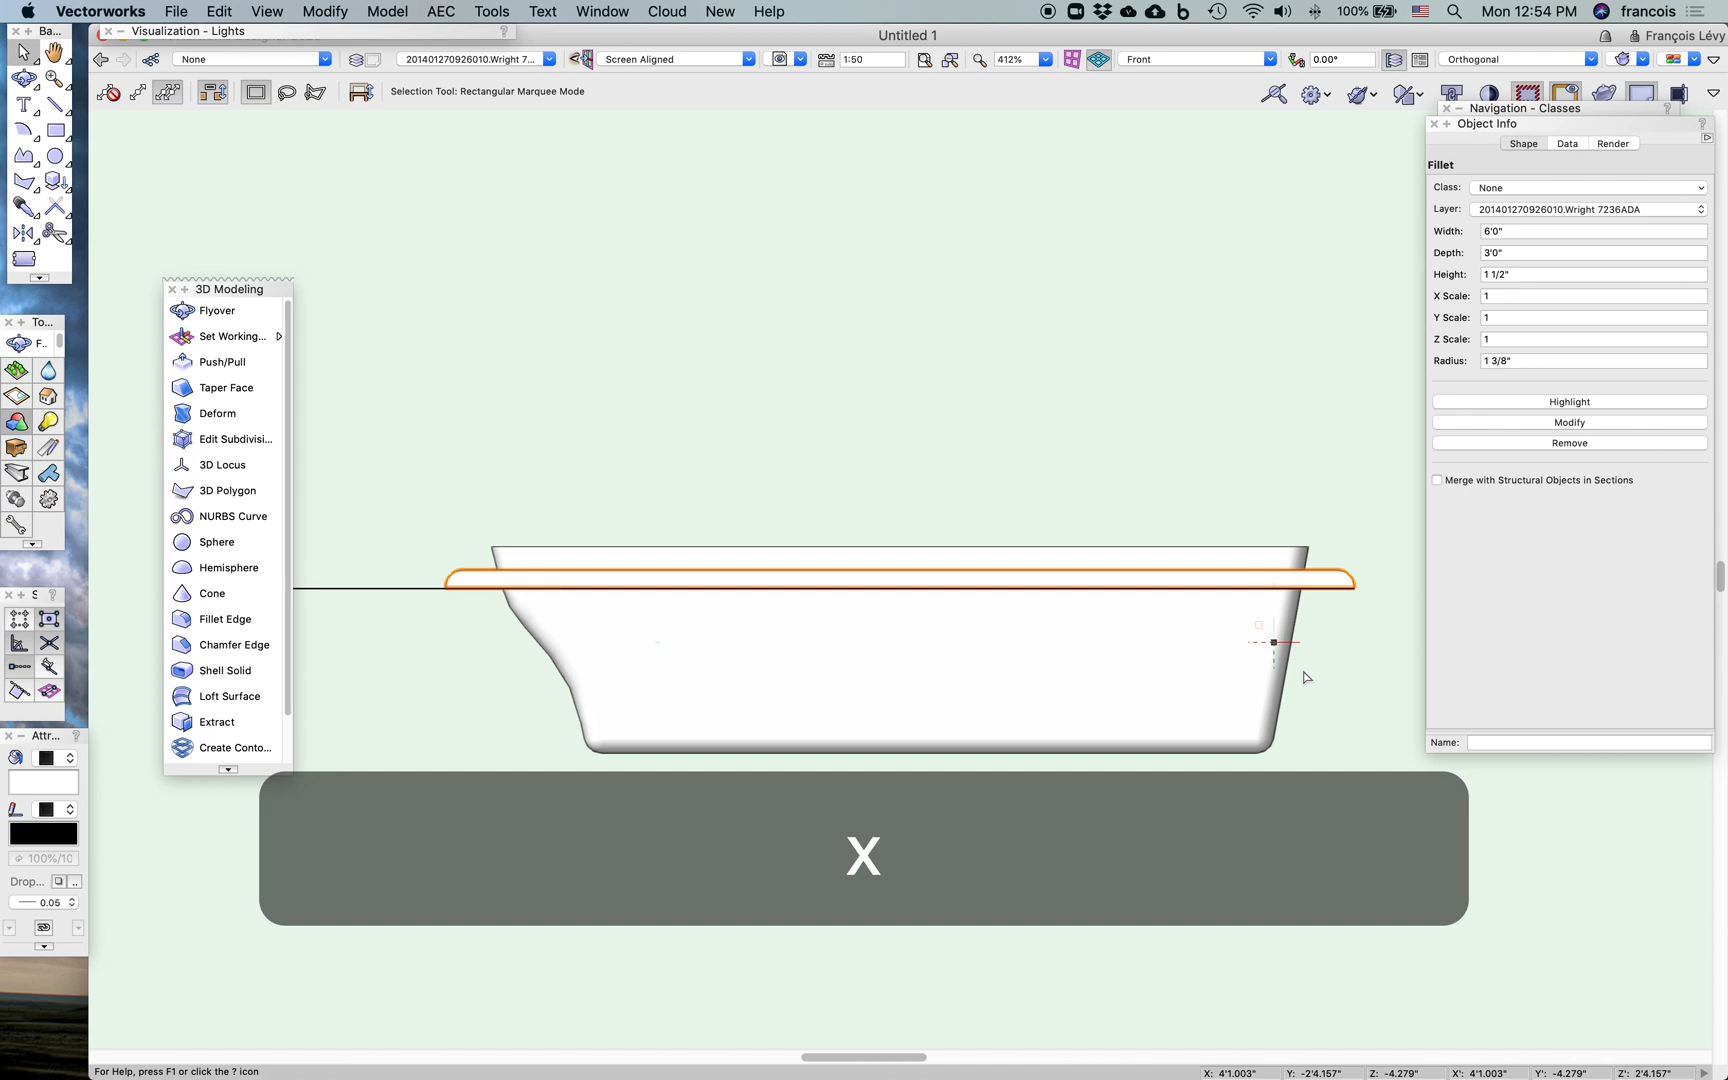 Vectorworks File Edit View Modify Model AEC Tools Text Window Cloud New Help 100% Mon 12:54 PM francois
Ba...
Visualization - Lights
Untitled 1
François Lévy
None
201401270926010.Wright 7...
Screen Aligned
1:50
412%
Front
0.00°
Orthogonal
Selection Tool: Rectangular Marquee Mode
Navigation - Classes
Object Info
Shape Data Render
Fillet
Class: None
Layer: 201401270926010.Wright 7236ADA
Width: 6'0"
Depth: 3'0"
Height: 1 1/2"
X Scale: 1
Y Scale: 1
Z Scale: 1
Radius: 1 3/8"
Highlight
Modify
Remove
Merge with Structural Objects in Sections
Name:
3D Modeling
Flyover
Set Working...
Push/Pull
Taper Face
Deform
Edit Subdivisi...
3D Locus
3D Polygon
NURBS Curve
Sphere
Hemisphere
Cone
Fillet Edge
Chamfer Edge
Shell Solid
Loft Surface
Extract
Create Conto...
To...
F..
S
Attr...
100%/10
Drop...
0.05
X
For Help, press F1 or click the ? icon
X: 4'1.003" Y: -2'4.157" Z: -4.279" X': 4'1.003" Y': -4.279" Z': 2'4.157"